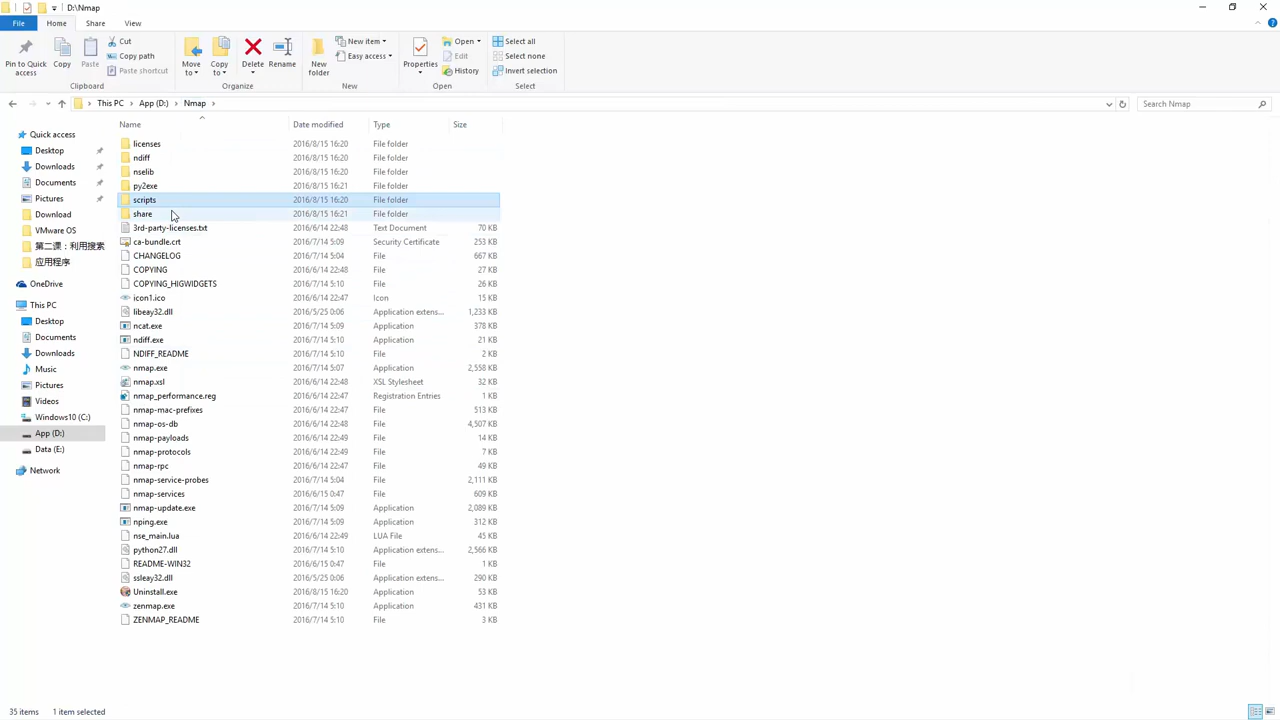 D:\Nmap
File Home Share View
Pin to Quick access
Copy
Paste
Cut
Copy path
Paste shortcut
Move to
Copy to
Delete
Rename
New folder
New item
Easy access
Properties
Open
Edit
History
Select all
Select none
Invert selection
Clipboard Organize New Open Select
This PC App (D:) Nmap
Search Nmap
Name Date modified Type Size
Quick access
Desktop
Downloads
Documents
Pictures
Download
VMware OS
第二课：利用搜索
应用程序
OneDrive
This PC
Desktop
Documents
Downloads
Music
Pictures
Videos
Windows10 (C:)
App (D:)
Data (E:)
Network
licenses 2016/8/15 16:20 File folder
ndiff 2016/8/15 16:20 File folder
nselib 2016/8/15 16:20 File folder
py2exe 2016/8/15 16:21 File folder
scripts 2016/8/15 16:20 File folder
share 2016/8/15 16:21 File folder
3rd-party-licenses.txt 2016/6/14 22:48 Text Document 70 KB
ca-bundle.crt 2016/7/14 5:09 Security Certificate 253 KB
CHANGELOG 2016/7/14 5:04 File 667 KB
COPYING 2016/6/14 22:48 File 27 KB
COPYING_HIGWIDGETS 2016/7/14 5:10 File 26 KB
icon1.ico 2016/6/14 22:47 Icon 15 KB
libeay32.dll 2016/5/25 0:06 Application extens... 1,233 KB
ncat.exe 2016/7/14 5:09 Application 378 KB
ndiff.exe 2016/7/14 5:10 Application 21 KB
NDIFF_README 2016/7/14 5:10 File 2 KB
nmap.exe 2016/7/14 5:07 Application 2,558 KB
nmap.xsl 2016/6/14 22:48 XSL Stylesheet 32 KB
nmap_performance.reg 2016/6/14 22:47 Registration Entries 1 KB
nmap-mac-prefixes 2016/6/14 22:47 File 513 KB
nmap-os-db 2016/6/14 22:48 File 4,507 KB
nmap-payloads 2016/6/14 22:49 File 14 KB
nmap-protocols 2016/6/14 22:49 File 7 KB
nmap-rpc 2016/6/14 22:47 File 49 KB
nmap-service-probes 2016/7/14 5:04 File 2,111 KB
nmap-services 2016/6/15 0:47 File 609 KB
nmap-update.exe 2016/7/14 5:09 Application 2,089 KB
nping.exe 2016/7/14 5:09 Application 312 KB
nse_main.lua 2016/6/14 22:49 LUA File 45 KB
python27.dll 2016/7/14 5:10 Application extens... 2,566 KB
README-WIN32 2016/6/15 0:47 File 1 KB
ssleay32.dll 2016/5/25 0:06 Application extens... 290 KB
Uninstall.exe 2016/8/15 16:20 Application 53 KB
zenmap.exe 2016/7/14 5:10 Application 431 KB
ZENMAP_README 2016/7/14 5:10 File 3 KB
35 items 1 item selected